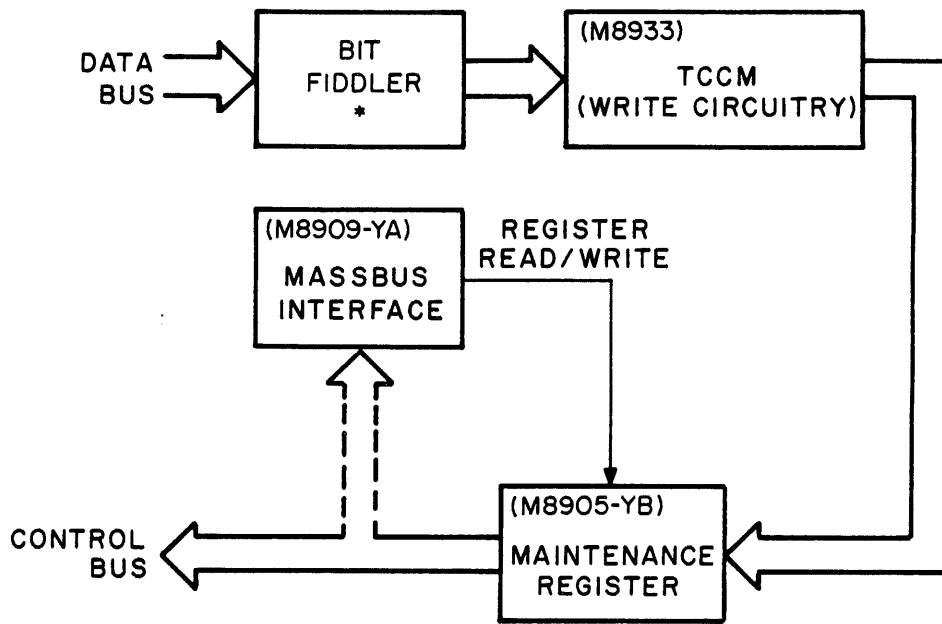 DATA
BUS
BIT
FIDDLER
*
(M8933)
TCCM
(WRITE CIRCUITRY)
(M8909-YA)
MASSBUS
INTERFACE
REGISTER
READ/WRITE
CONTROL
BUS
(M8905-YB)
MAINTENANCE
REGISTER